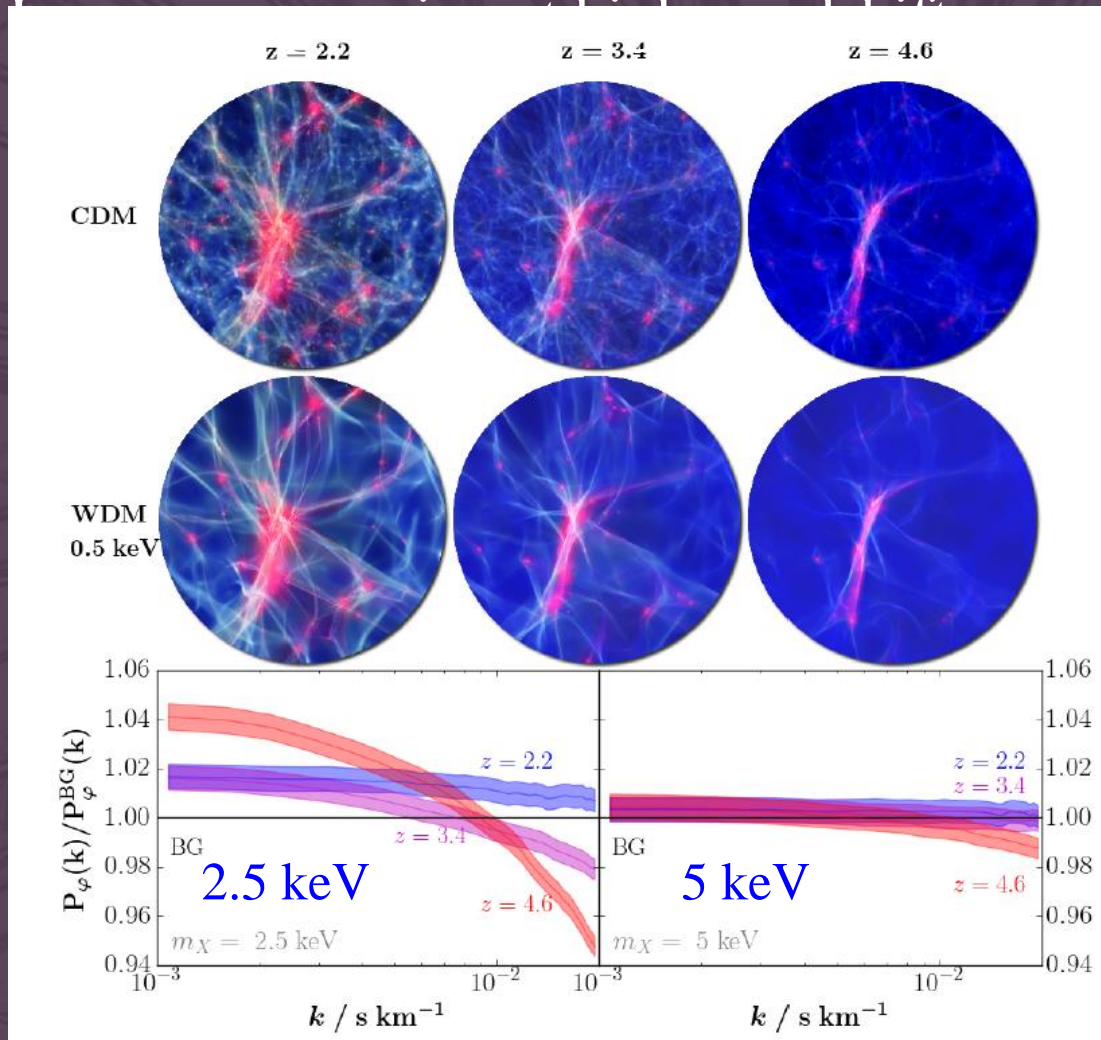 z = 2.2 z = 3.4 z = 4.6
CDM
WDM
0.5 keV
1.06 1.06
1.04 1.04
1.02 1.02
1.00 1.00
0.98 0.98
0.96 0.96
0.94 0.94
P_φ(k)/P_φ^BG(k)
z = 2.2
z = 3.4
z = 4.6
BG
2.5 keV
m_X = 2.5 keV
z = 2.2
z = 3.4
z = 4.6
BG
5 keV
m_X = 5 keV
10⁻³ 10⁻² 10⁻³ 10⁻²
k / s km⁻¹ k / s km⁻¹